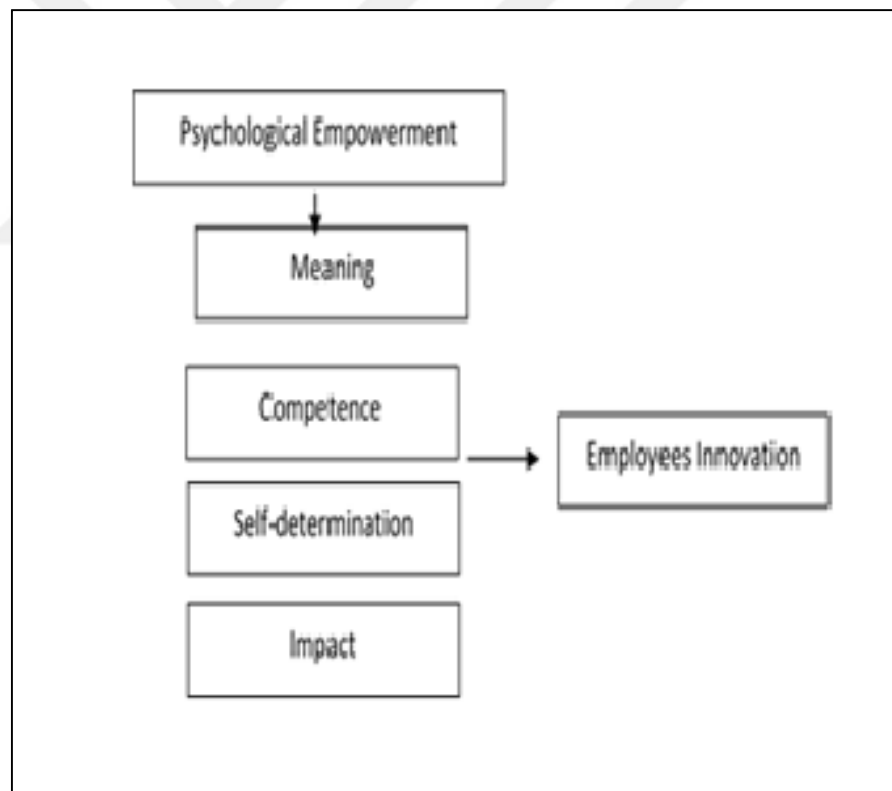 Psychological Empowerment
Meaning
Competence
Employees Innovation
Self-determination
Impact